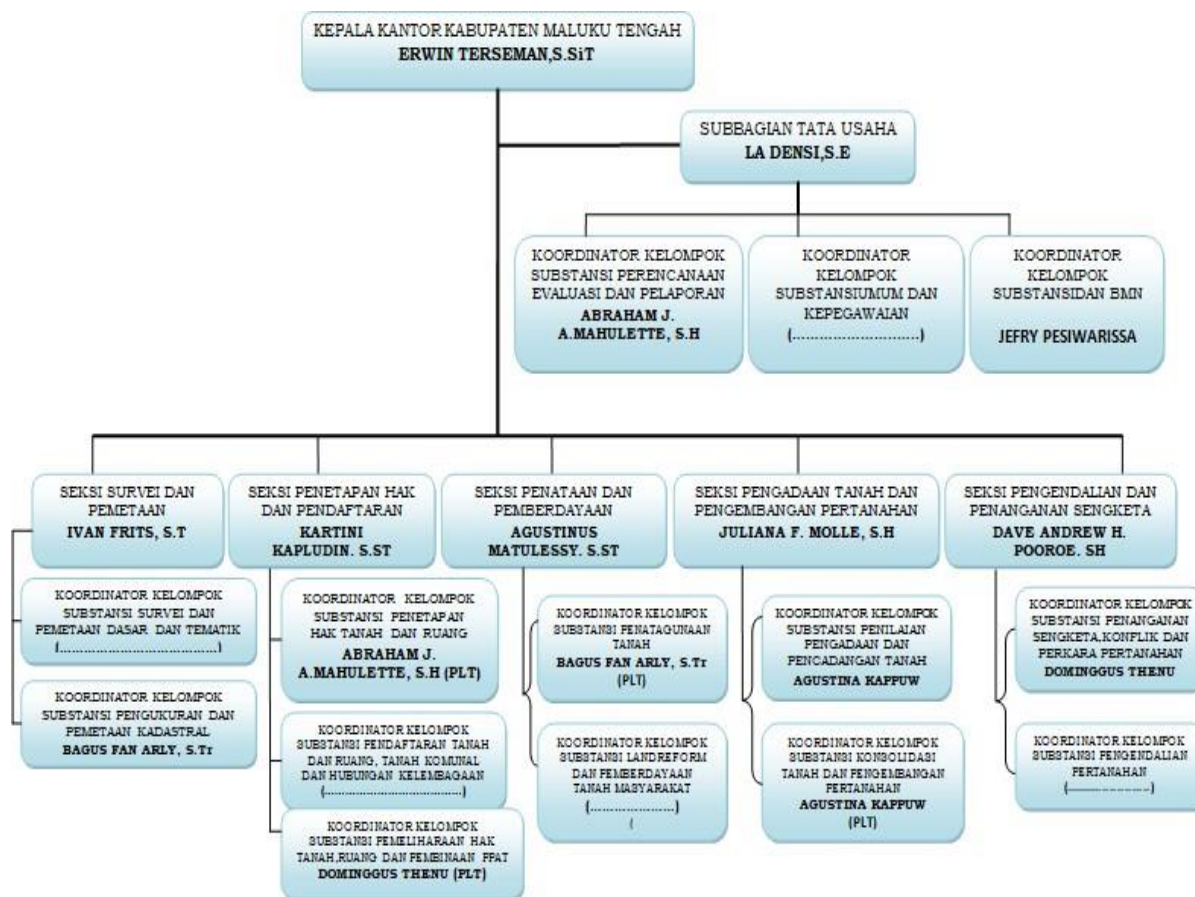 KEPALA KANTOR KABUPATEN MALUKU TENGAH
ERWIN TERSEMAN,S.SiT
SUBBAGIAN TATA USAHA
LA DENSI,S.E
KOORDINATOR KELOMPOK
SUBSTANSI PERENCANAAN
EVALUASI DAN PELAPORAN
ABRAHAM J.
A.MAHULETTE, S.H
KOORDINATOR
KELOMPOK
SUBSTANSIUMUM DAN
KEPEGAWAIAN
(............................)
KOORDINATOR
KELOMPOK
SUBSTANSIDAN BMN
JEFRY PESIWARISSA
SEKSI SURVEI DAN
PEMETAAN
IVAN FRITS, S.T
SEKSI PENETAPAN HAK
DAN PENDAFTARAN
KARTINI
KAPLUDIN. S.ST
SEKSI PENATAAN DAN
PEMBERDAYAAN
AGUSTINUS
MATULESSY. S.ST
SEKSI PENGADAAN TANAH DAN
PENGEMBANGAN PERTANAHAN
JULIANA F. MOLLE, S.H
SEKSI PENGENDALIAN DAN
PENANGANAN SENGKETA
DAVE ANDREW H.
POOROE. SH
KOORDINATOR KELOMPOK
SUBSTANSI SURVEI DAN
PEMETAAN DASAR DAN TEMATIK
(......................................)
KOORDINATOR KELOMPOK
SUBSTANSI PENGUKURAN DAN
PEMETAAN KADASTRAL
BAGUS FAN ARLY, S.Tr
KOORDINATOR KELOMPOK
SUBSTANSI PENETAPAN
HAK TANAH DAN RUANG
ABRAHAM J.
A.MAHULETTE, S.H (PLT)
KOORDINATOR KELOMPOK
SUBSTANSI PENDAFTARAN TANAH
DAN RUANG, TANAH KOMUNAL
DAN HUBUNGAN KELEMBAGAAN
(......................................)
KOORDINATOR KELOMPOK
SUBSTANSI PEMELIHARAAN HAK
TANAH,RUANG DAN PEMBINAAN PPAT
DOMINGGUS THENU (PLT)
KOORDINATOR KELOMPOK
SUBSTANSI PENATAGUNAAN
TANAH
BAGUS FAN ARLY, S.Tr
(PLT)
KOORDINATOR KELOMPOK
SUBSTANSI LANDREFORM
DAN PEMBERDAYAAN
TANAH MASYARAKAT
(.....................)
(
KOORDINATOR KELOMPOK
SUBSTANSI PENILAIAN
PENGADAAN DAN
PENCADANGAN TANAH
AGUSTINA KAPPUW
KOORDINATOR KELOMPOK
SUBSTANSI KONSOLIDASI
TANAH DAN PENGEMBANGAN
PERTANAHAN
AGUSTINA KAPPUW
(PLT)
KOORDINATOR KELOMPOK
SUBSTANSI PENANGANAN
SENGKETA,KONFLIK DAN
PERKARA PERTANAHAN
DOMINGGUS THENU
KOORDINATOR KELOMPOK
SUBSTANSI PENGENDALIAN
PERTANAHAN
(......................)